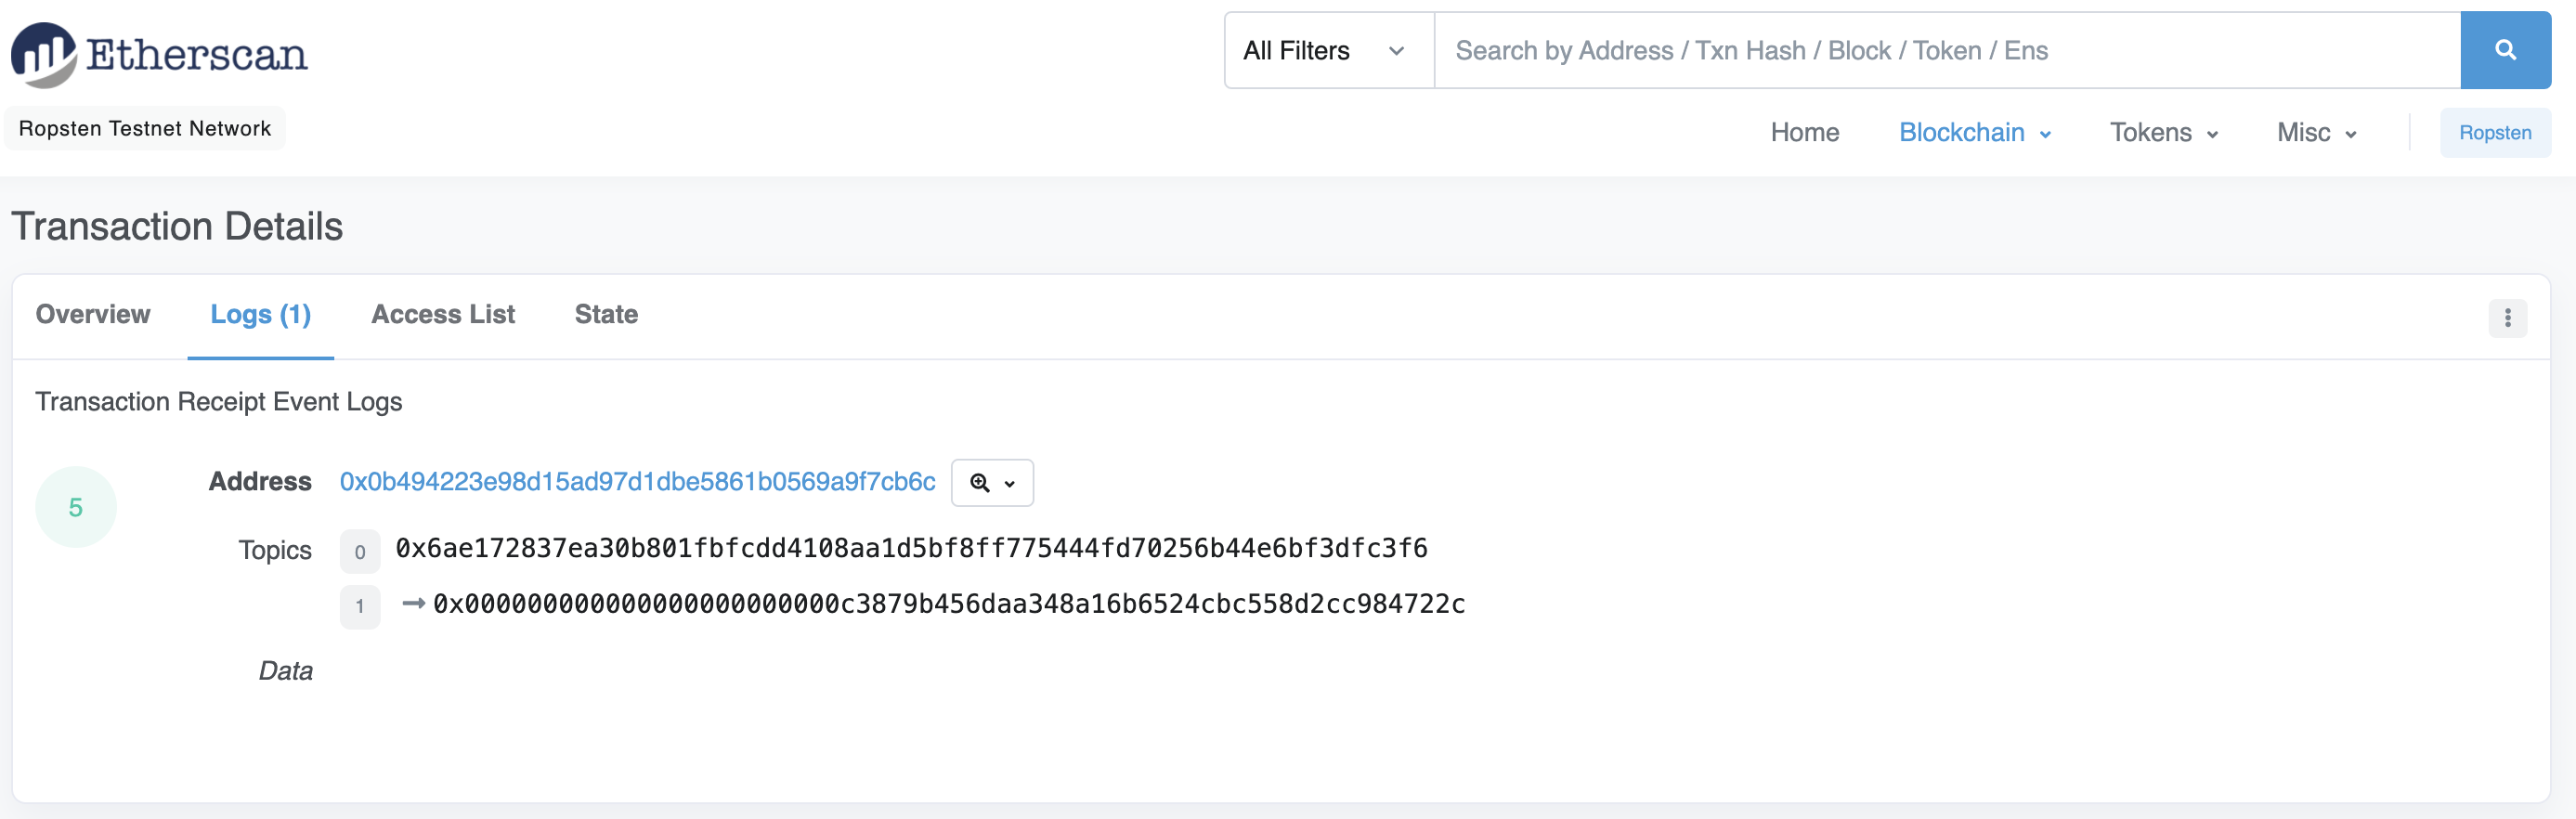 Etherscan
All Filters
Search by Address / Txn Hash / Block / Token / Ens
Ropsten Testnet Network
Home Blockchain Tokens Misc Ropsten
Transaction Details
Overview Logs (1) Access List State
Transaction Receipt Event Logs
5
Address 0x0b494223e98d15ad97d1dbe5861b0569a9f7cb6c
Topics 0 0x6ae172837ea30b801fbfcdd4108aa1d5bf8ff775444fd70256b44e6bf3dfc3f6
1 0x000000000000000000000000c3879b456daa348a16b6524cbc558d2cc984722c
Data